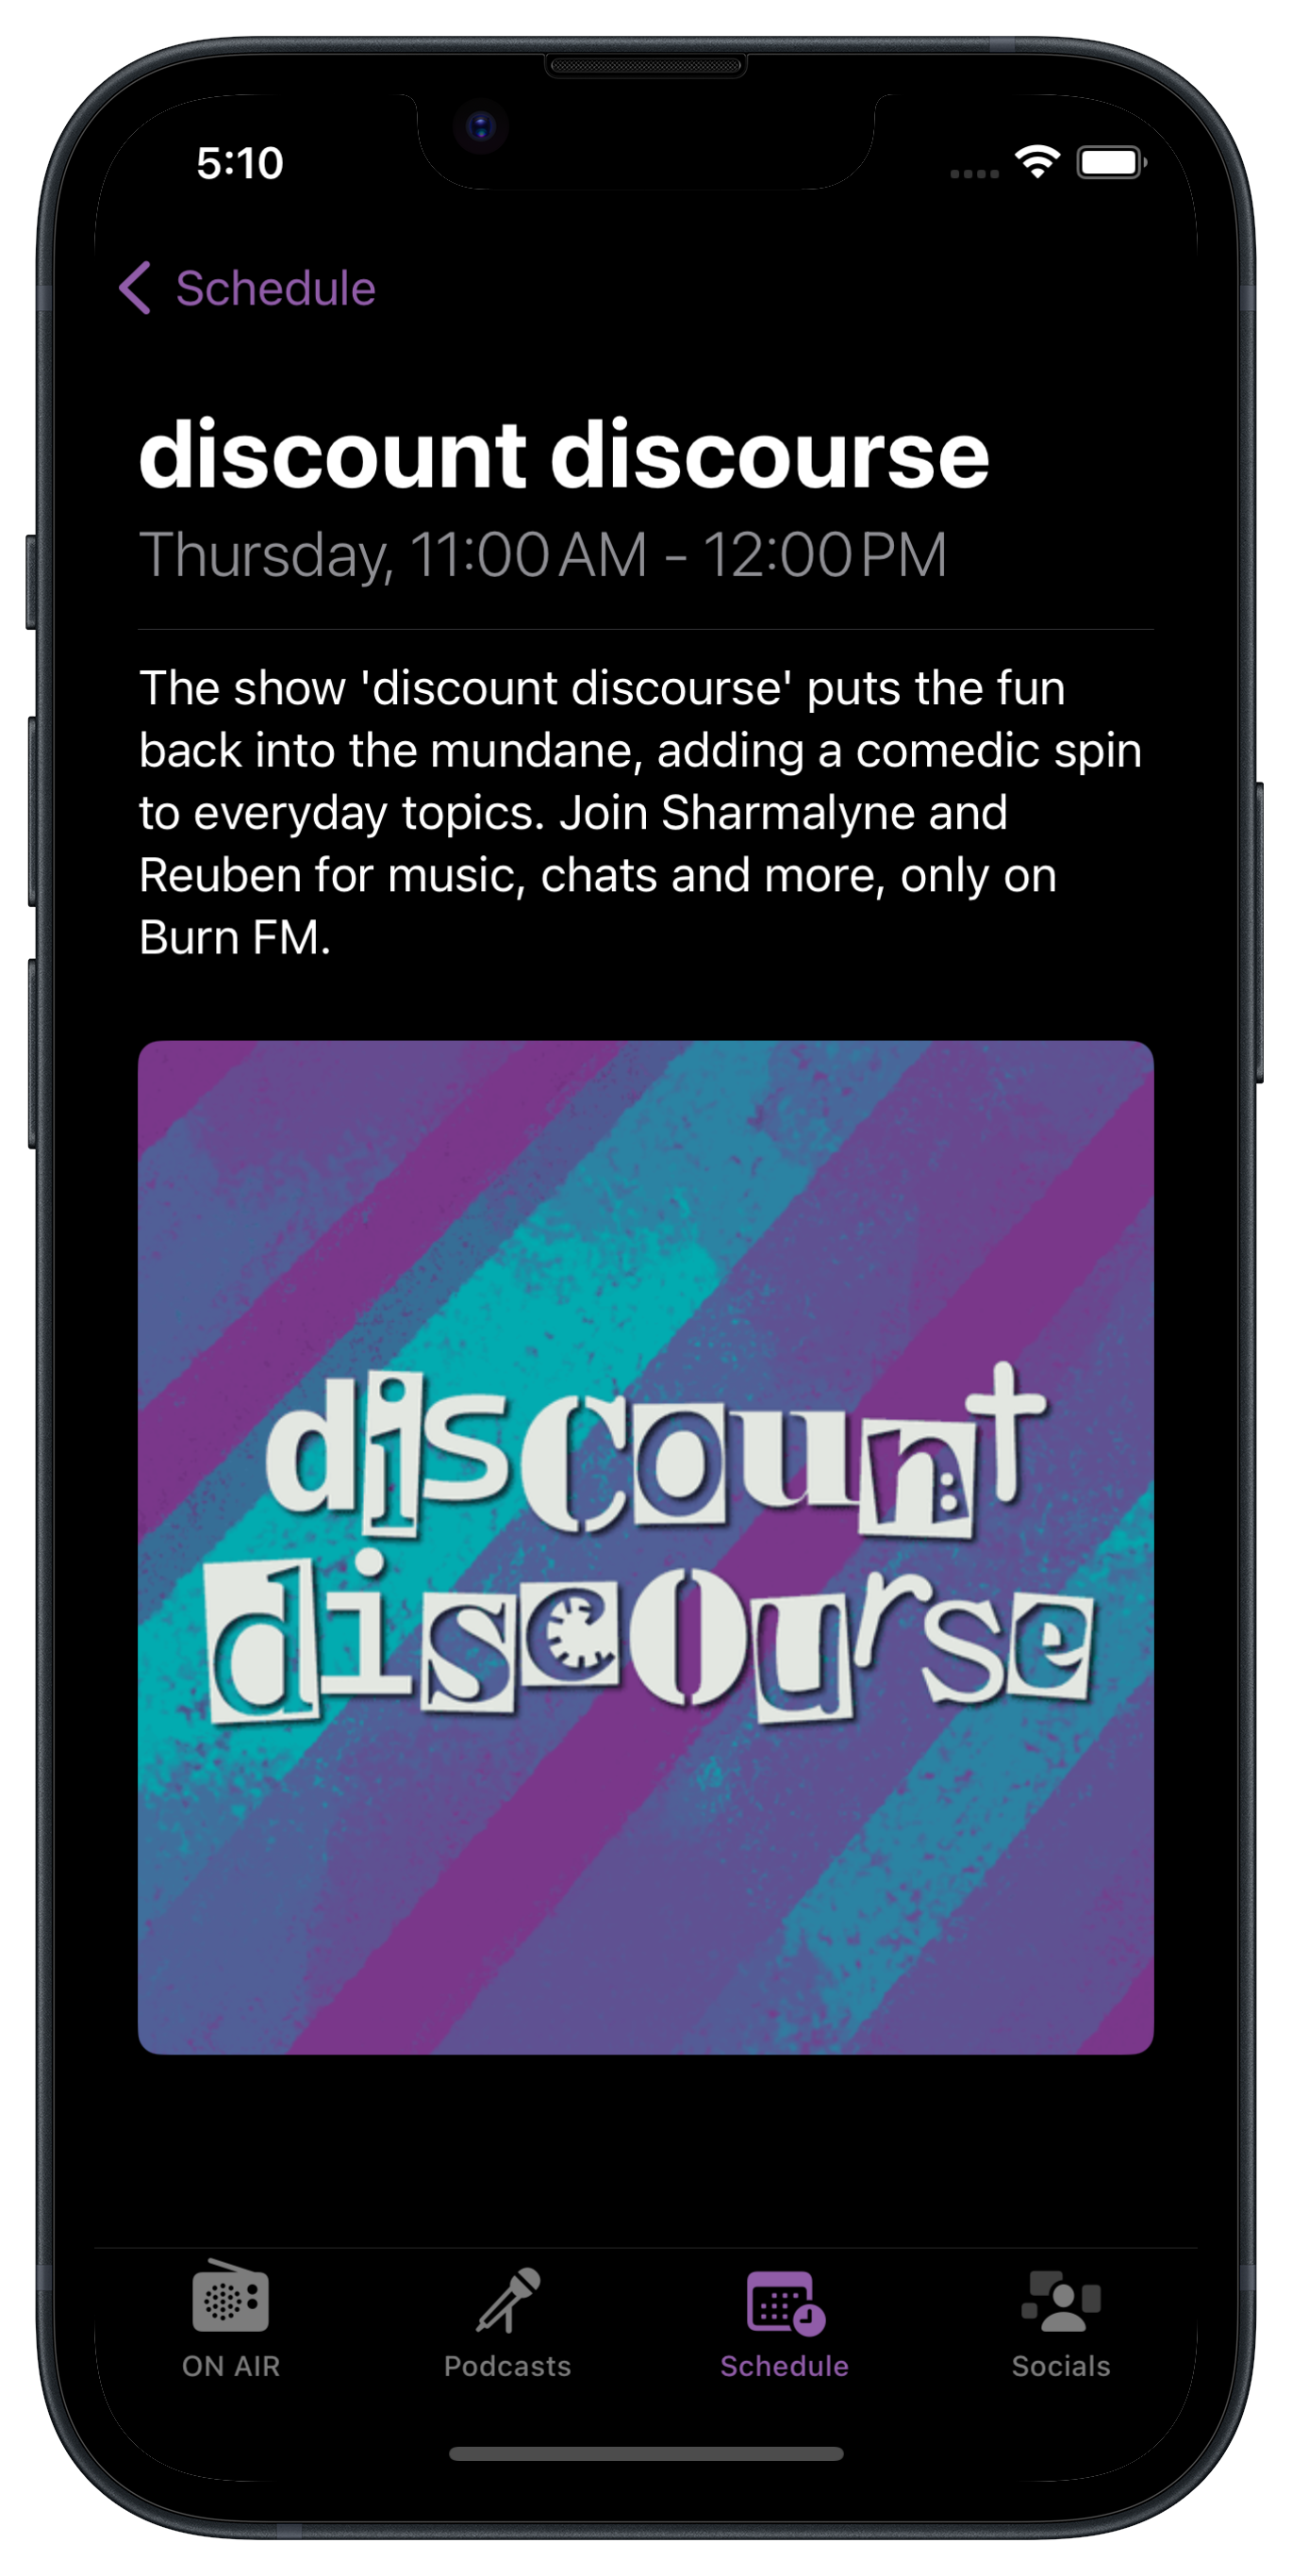 5:10
Schedule
discount discourse
Thursday, 11:00 AM - 12:00 PM
The show 'discount discourse' puts the fun
back into the mundane, adding a comedic spin
to everyday topics. Join Sharmalyne and
Reuben for music, chats and more, only on
Burn FM.
discount
discourse
ON AIR
Podcasts
Schedule
Socials